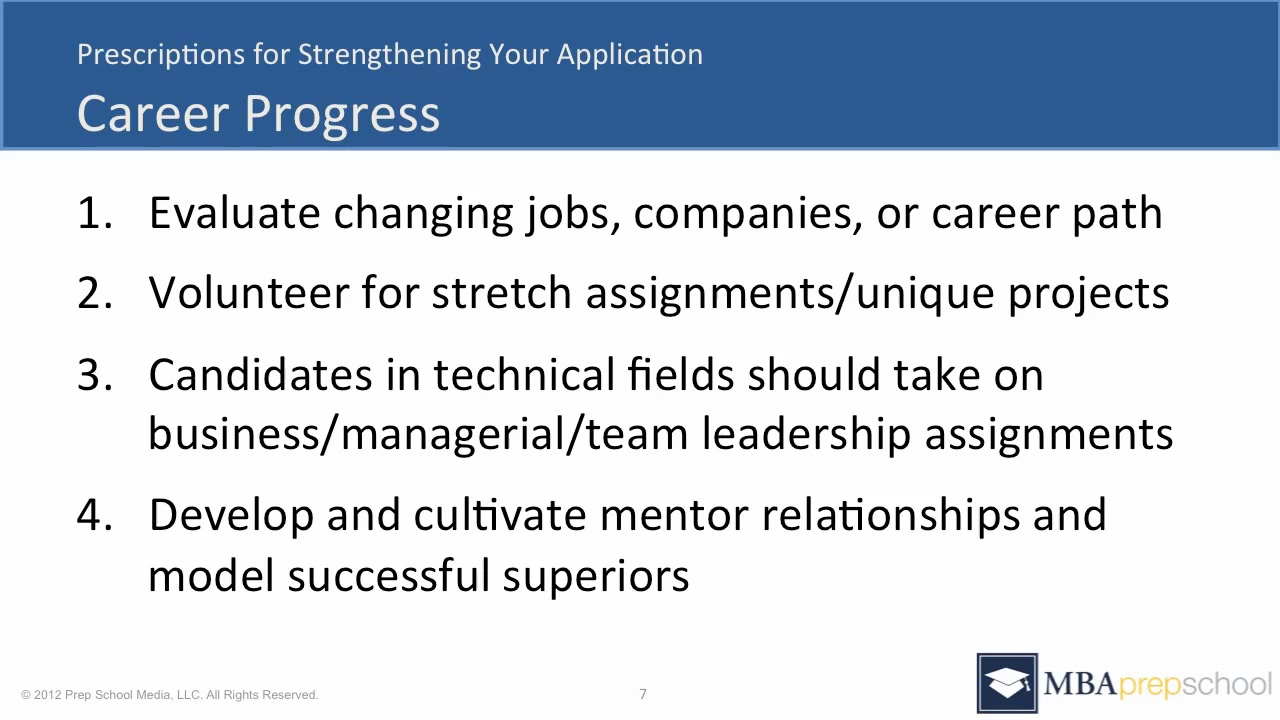 Prescriptions for Strengthening Your Application
Career Progress
1. Evaluate changing jobs, companies, or career path
2. Volunteer for stretch assignments/unique projects
3. Candidates in technical fields should take on
business/managerial/team leadership assignments
4. Develop and cultivate mentor relationships and
model successful superiors
© 2012 Prep School Media, LLC. All Rights Reserved.
7
MBAprepschool